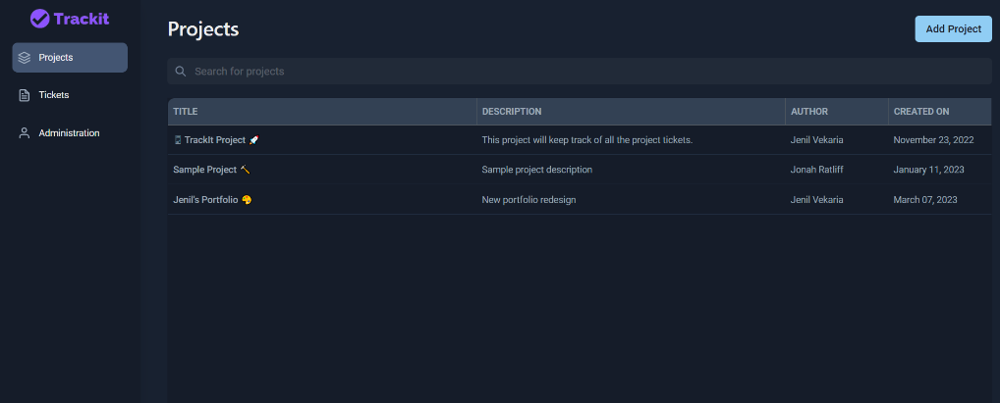 Trackit
Projects
Tickets
Administration
Projects
Add Project
Search for projects
TITLE DESCRIPTION AUTHOR CREATED ON
TrackIt Project 🚀 This project will keep track of all the project tickets. Jenil Vekaria November 23, 2022
Sample Project 🔨 Sample project description Jonah Ratliff January 11, 2023
Jenil's Portfolio 🎨 New portfolio redesign Jenil Vekaria March 07, 2023